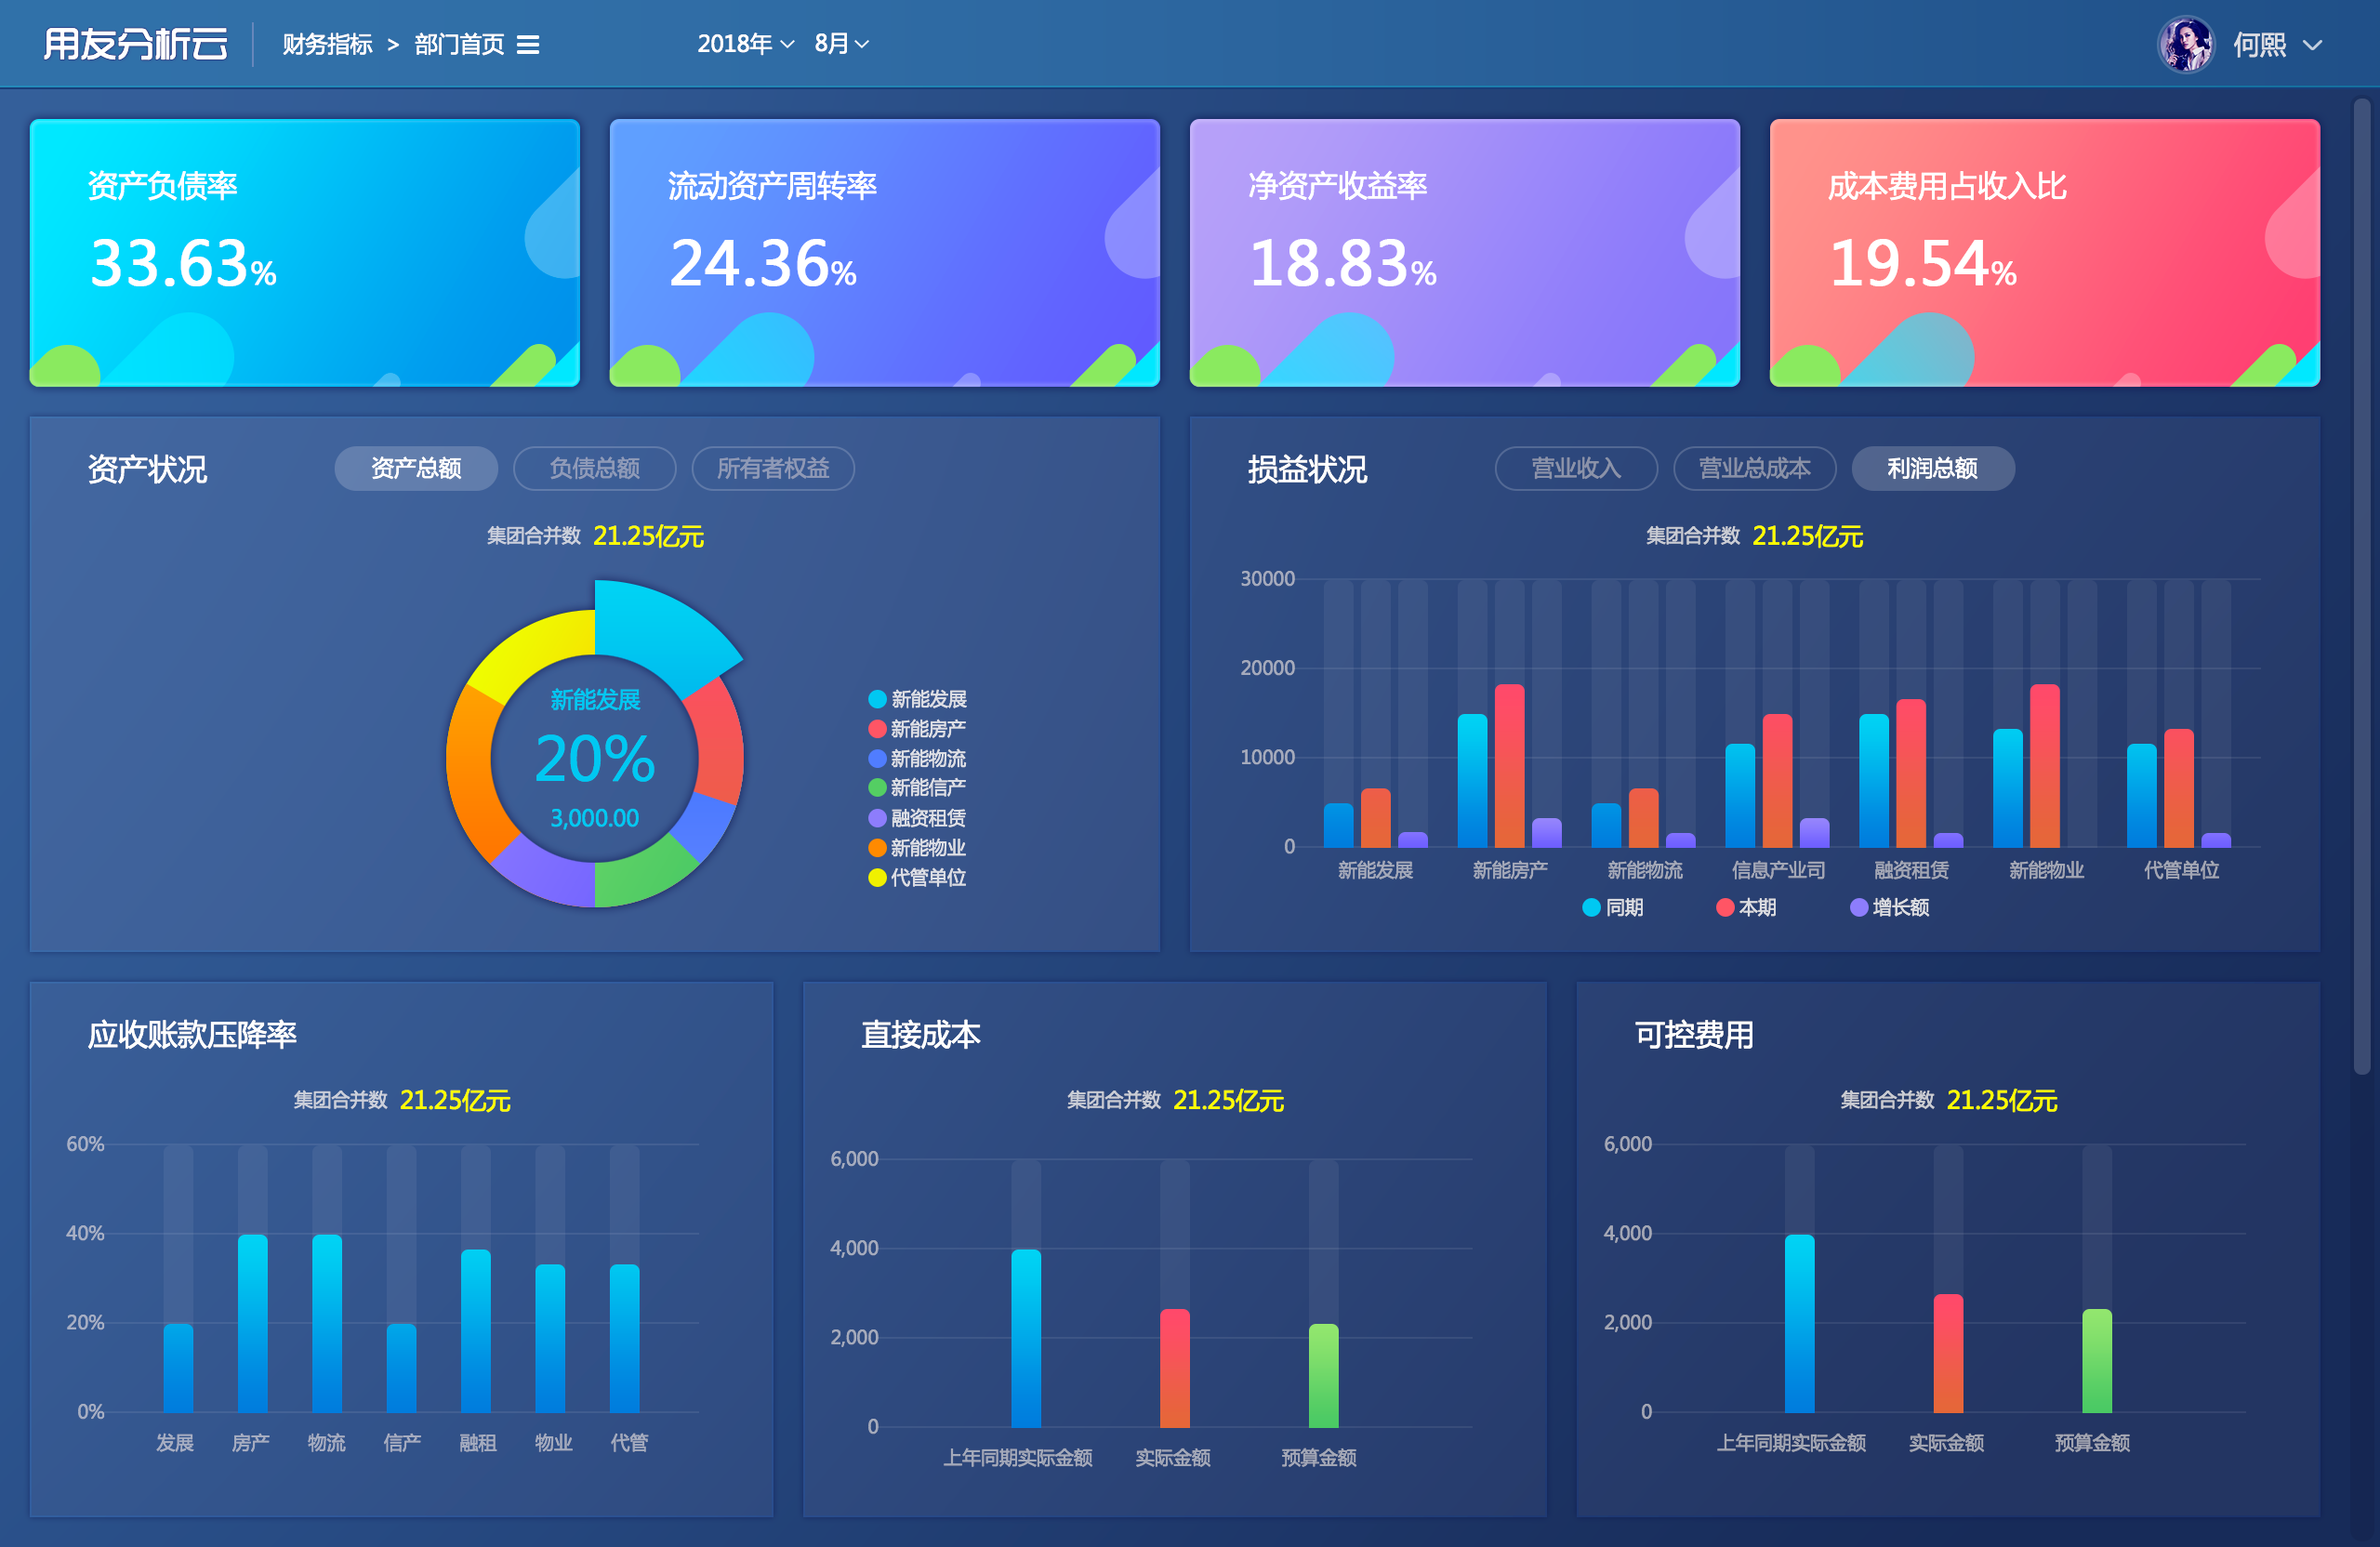 用友分析云 财务指标 > 部门首页 2018年 8月 何熙
资产负债率
33.63%
流动资产周转率
24.36%
净资产收益率
18.83%
成本费用占收入比
19.54%
资产状况 资产总额 负债总额 所有者权益
集团合并数 21.25亿元
新能发展
20%
3,000.00
新能发展
新能房产
新能物流
新能信产
融资租赁
新能物业
代管单位
损益状况 营业收入 营业总成本 利润总额
集团合并数 21.25亿元
30000
20000
10000
0
新能发展 新能房产 新能物流 信息产业司 融资租赁 新能物业 代管单位
同期 本期 增长额
应收账款压降率
集团合并数 21.25亿元
60%
40%
20%
0%
发展 房产 物流 信产 融租 物业 代管
直接成本
集团合并数 21.25亿元
6,000
4,000
2,000
0
上年同期实际金额 实际金额 预算金额
可控费用
集团合并数 21.25亿元
6,000
4,000
2,000
0
上年同期实际金额 实际金额 预算金额